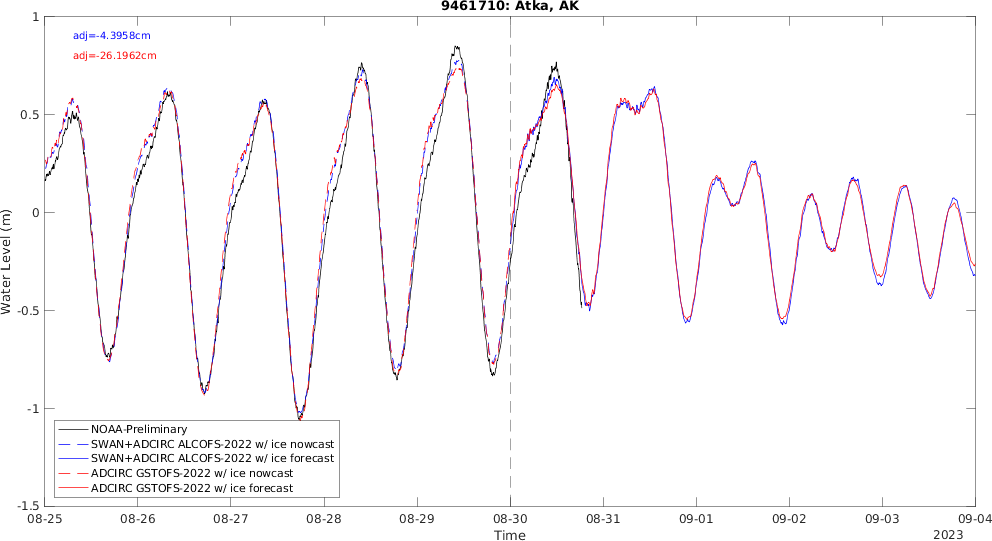 9461710: Atka, AK
adj=-4.3958cm
adj=-26.1962cm
1
0.5
0
-0.5
-1
-1.5
Water Level (m)
NOAA-Preliminary
SWAN+ADCIRC ALCOFS-2022 w/ ice nowcast
SWAN+ADCIRC ALCOFS-2022 w/ ice forecast
ADCIRC GSTOFS-2022 w/ ice nowcast
ADCIRC GSTOFS-2022 w/ ice forecast
08-25 08-26 08-27 08-28 08-29 08-30 08-31 09-01 09-02 09-03 09-04
Time
2023